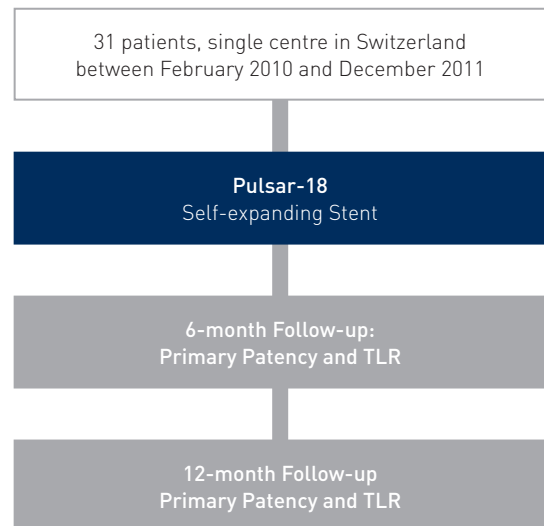 31 patients, single centre in Switzerland
between February 2010 and December 2011
Pulsar-18
Self-expanding Stent
6-month Follow-up:
Primary Patency and TLR
12-month Follow-up
Primary Patency and TLR